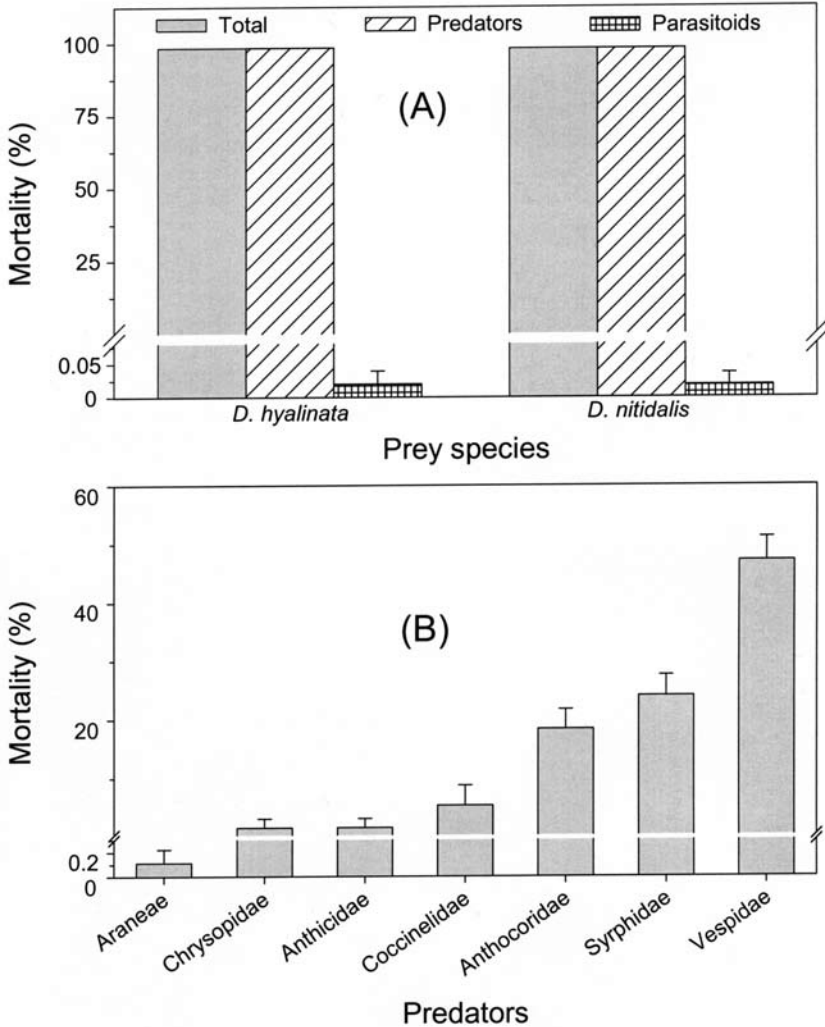 Total Predators Parasitoids
100
(A)
75
Mortality (%)
50
25
0.05
0
D. hyalinata D. nitidalis
Prey species
60
Mortality (%)
40
(B)
20
0.2
0
Araneae Chrysopidae Anthicidae Coccinelidae Anthocoridae Syrphidae Vespidae
Predators